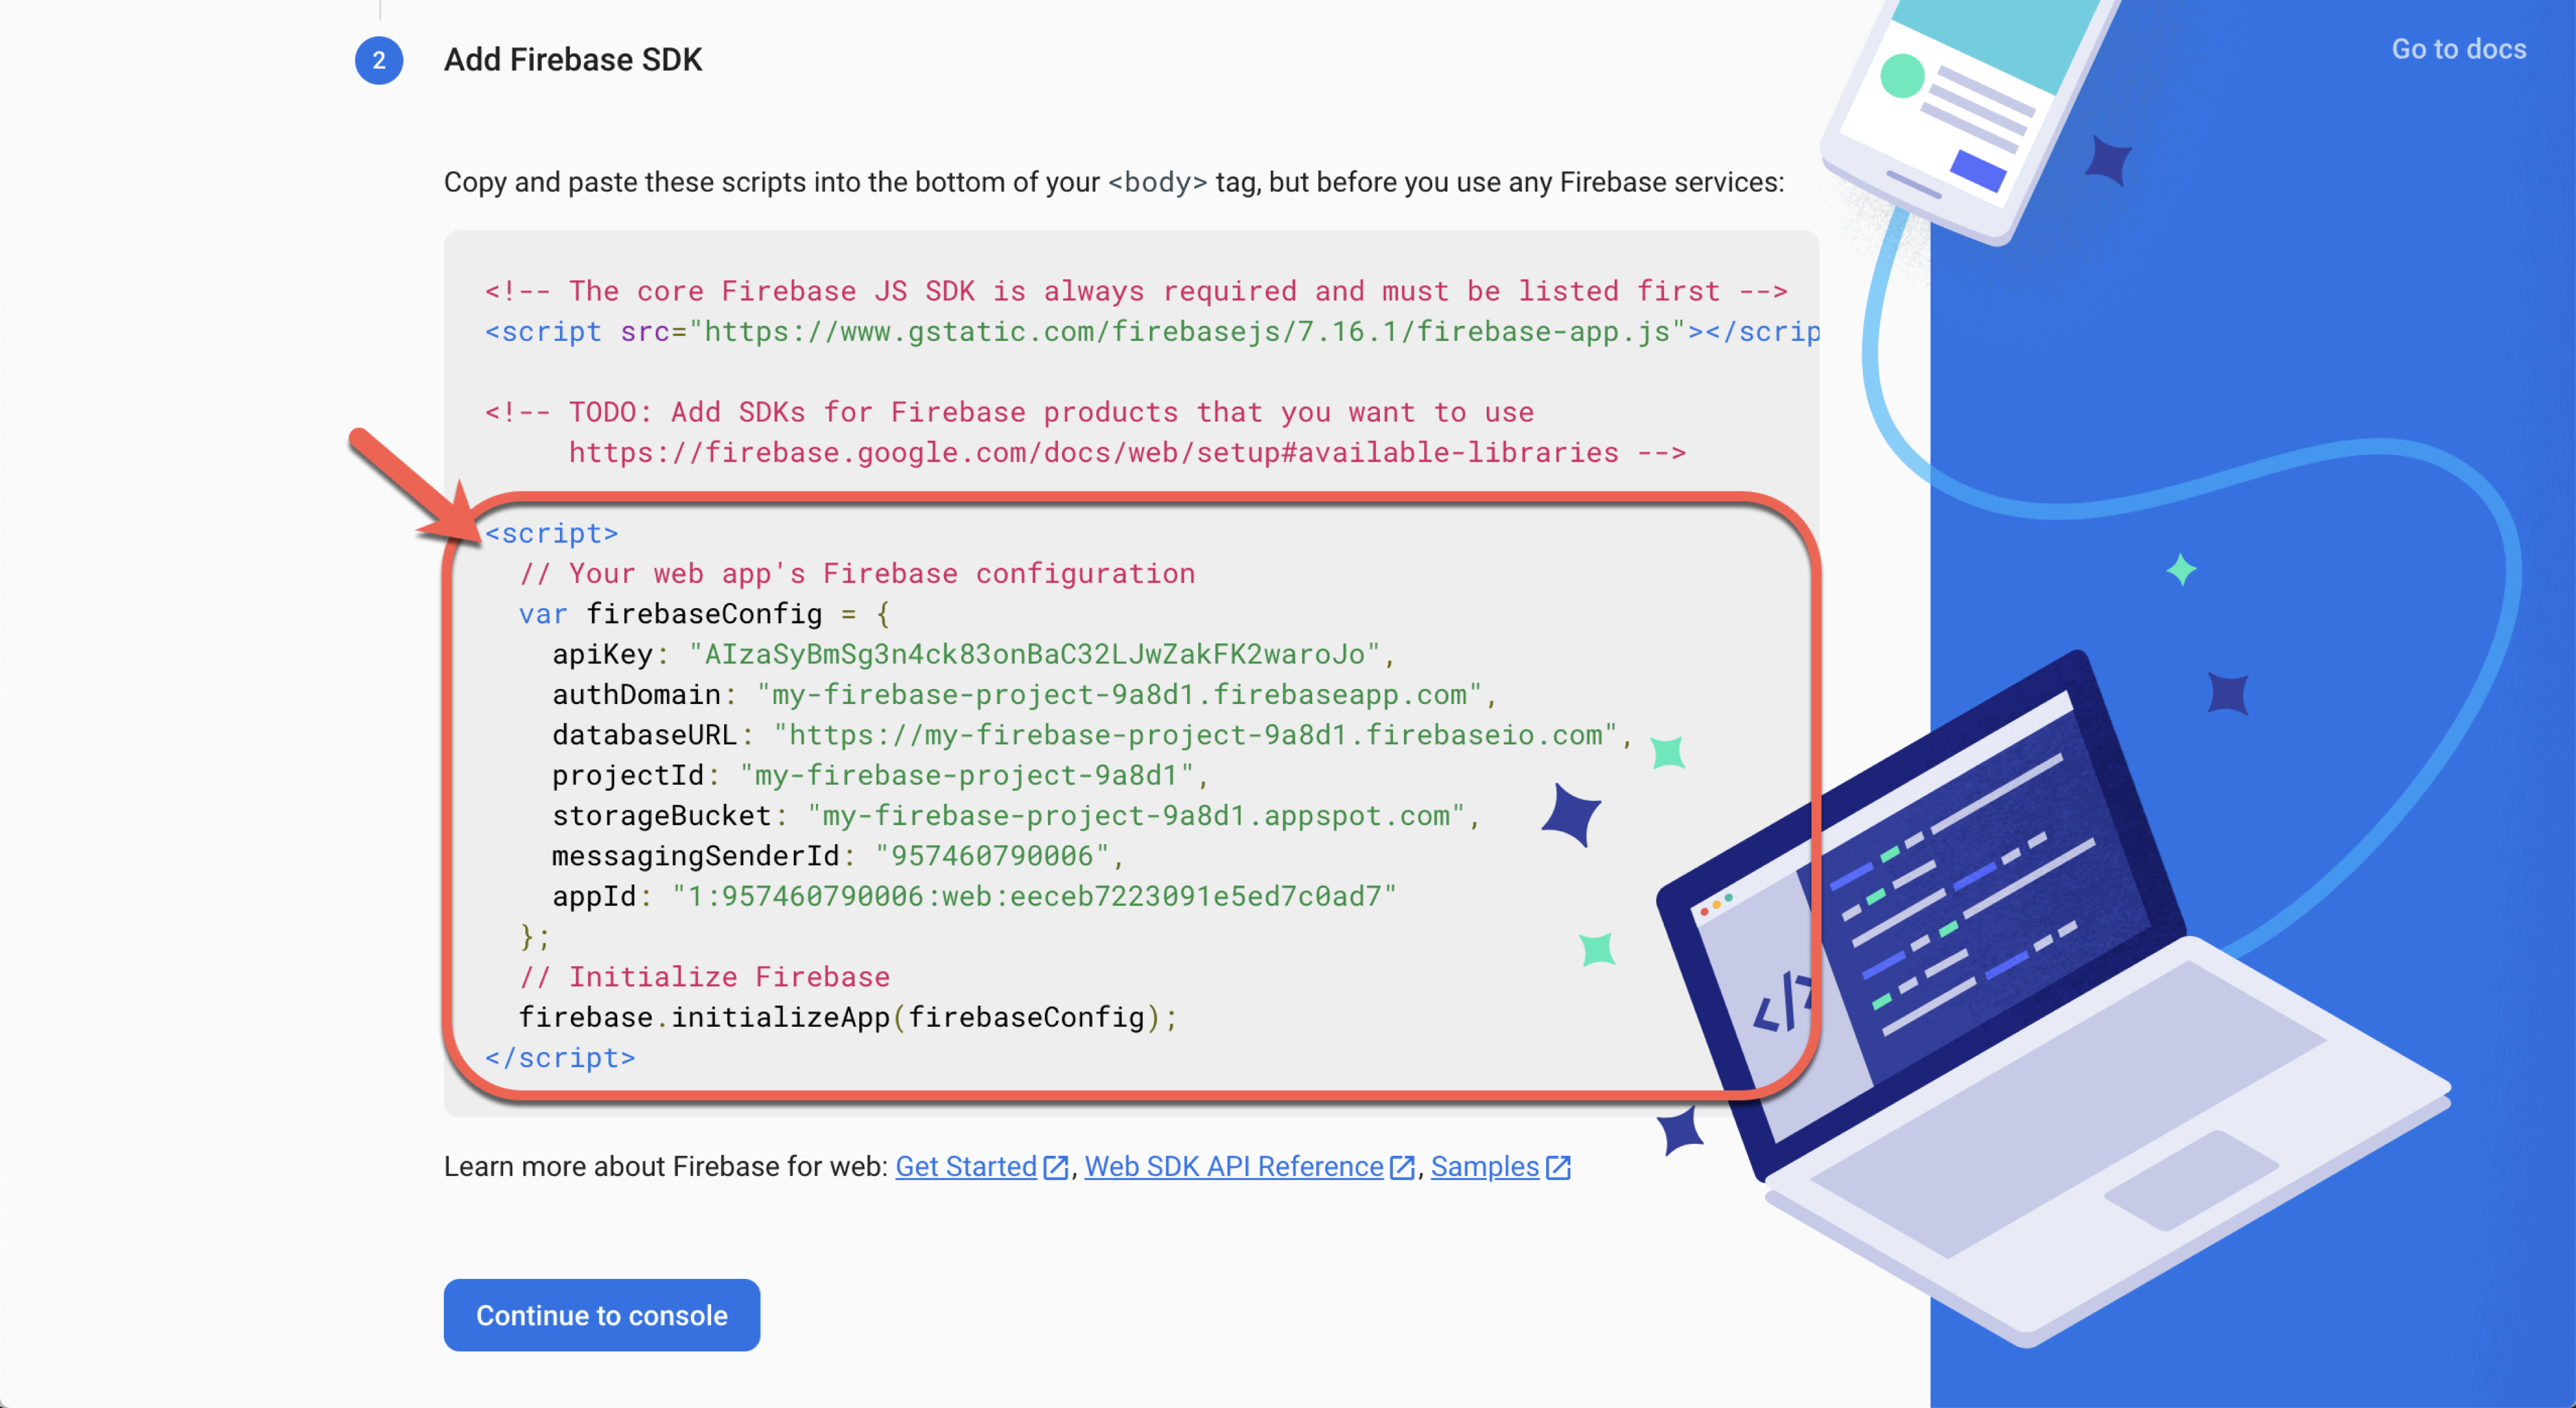 Go to docs
2 Add Firebase SDK
Copy and paste these scripts into the bottom of your <body> tag, but before you use any Firebase services:
<!-- The core Firebase JS SDK is always required and must be listed first -->
<script src="https://www.gstatic.com/firebasejs/7.16.1/firebase-app.js"></scrip
<!-- TODO: Add SDKs for Firebase products that you want to use
https://firebase.google.com/docs/web/setup#available-libraries -->
<script>
// Your web app's Firebase configuration
var firebaseConfig = {
apiKey: "AIzaSyBmSg3n4ck83onBaC32LJwZakFK2waroJo",
authDomain: "my-firebase-project-9a8d1.firebaseapp.com",
databaseURL: "https://my-firebase-project-9a8d1.firebaseio.com",
projectId: "my-firebase-project-9a8d1",
storageBucket: "my-firebase-project-9a8d1.appspot.com",
messagingSenderId: "957460790006",
appId: "1:957460790006:web:eeceb7223091e5ed7c0ad7"
};
// Initialize Firebase
firebase.initializeApp(firebaseConfig);
</script>
Learn more about Firebase for web: Get Started, Web SDK API Reference, Samples
Continue to console
</>